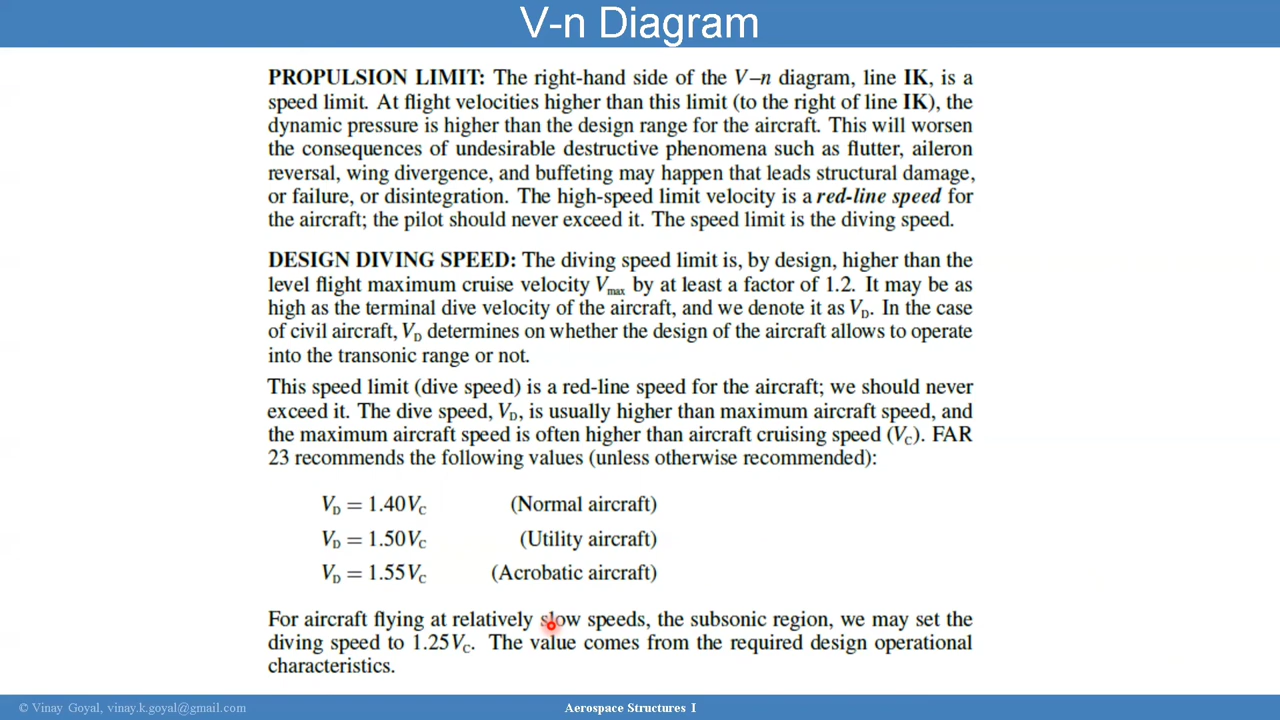 V-n Diagram
PROPULSION LIMIT: The right-hand side of the V–n diagram, line IK, is a
speed limit. At flight velocities higher than this limit (to the right of line IK), the
dynamic pressure is higher than the design range for the aircraft. This will worsen
the consequences of undesirable destructive phenomena such as flutter, aileron
reversal, wing divergence, and buffeting may happen that leads structural damage,
or failure, or disintegration. The high-speed limit velocity is a red-line speed for
the aircraft; the pilot should never exceed it. The speed limit is the diving speed.
DESIGN DIVING SPEED: The diving speed limit is, by design, higher than the
level flight maximum cruise velocity Vmax by at least a factor of 1.2. It may be as
high as the terminal dive velocity of the aircraft, and we denote it as VD. In the case
of civil aircraft, VD determines on whether the design of the aircraft allows to operate
into the transonic range or not.
This speed limit (dive speed) is a red-line speed for the aircraft; we should never
exceed it. The dive speed, VD, is usually higher than maximum aircraft speed, and
the maximum aircraft speed is often higher than aircraft cruising speed (VC). FAR
23 recommends the following values (unless otherwise recommended):
VD = 1.40VC (Normal aircraft)
VD = 1.50VC (Utility aircraft)
VD = 1.55VC (Acrobatic aircraft)
For aircraft flying at relatively slow speeds, the subsonic region, we may set the
diving speed to 1.25VC. The value comes from the required design operational
characteristics.
© Vinay Goyal, vinay.k.goyal@gmail.com Aerospace Structures I